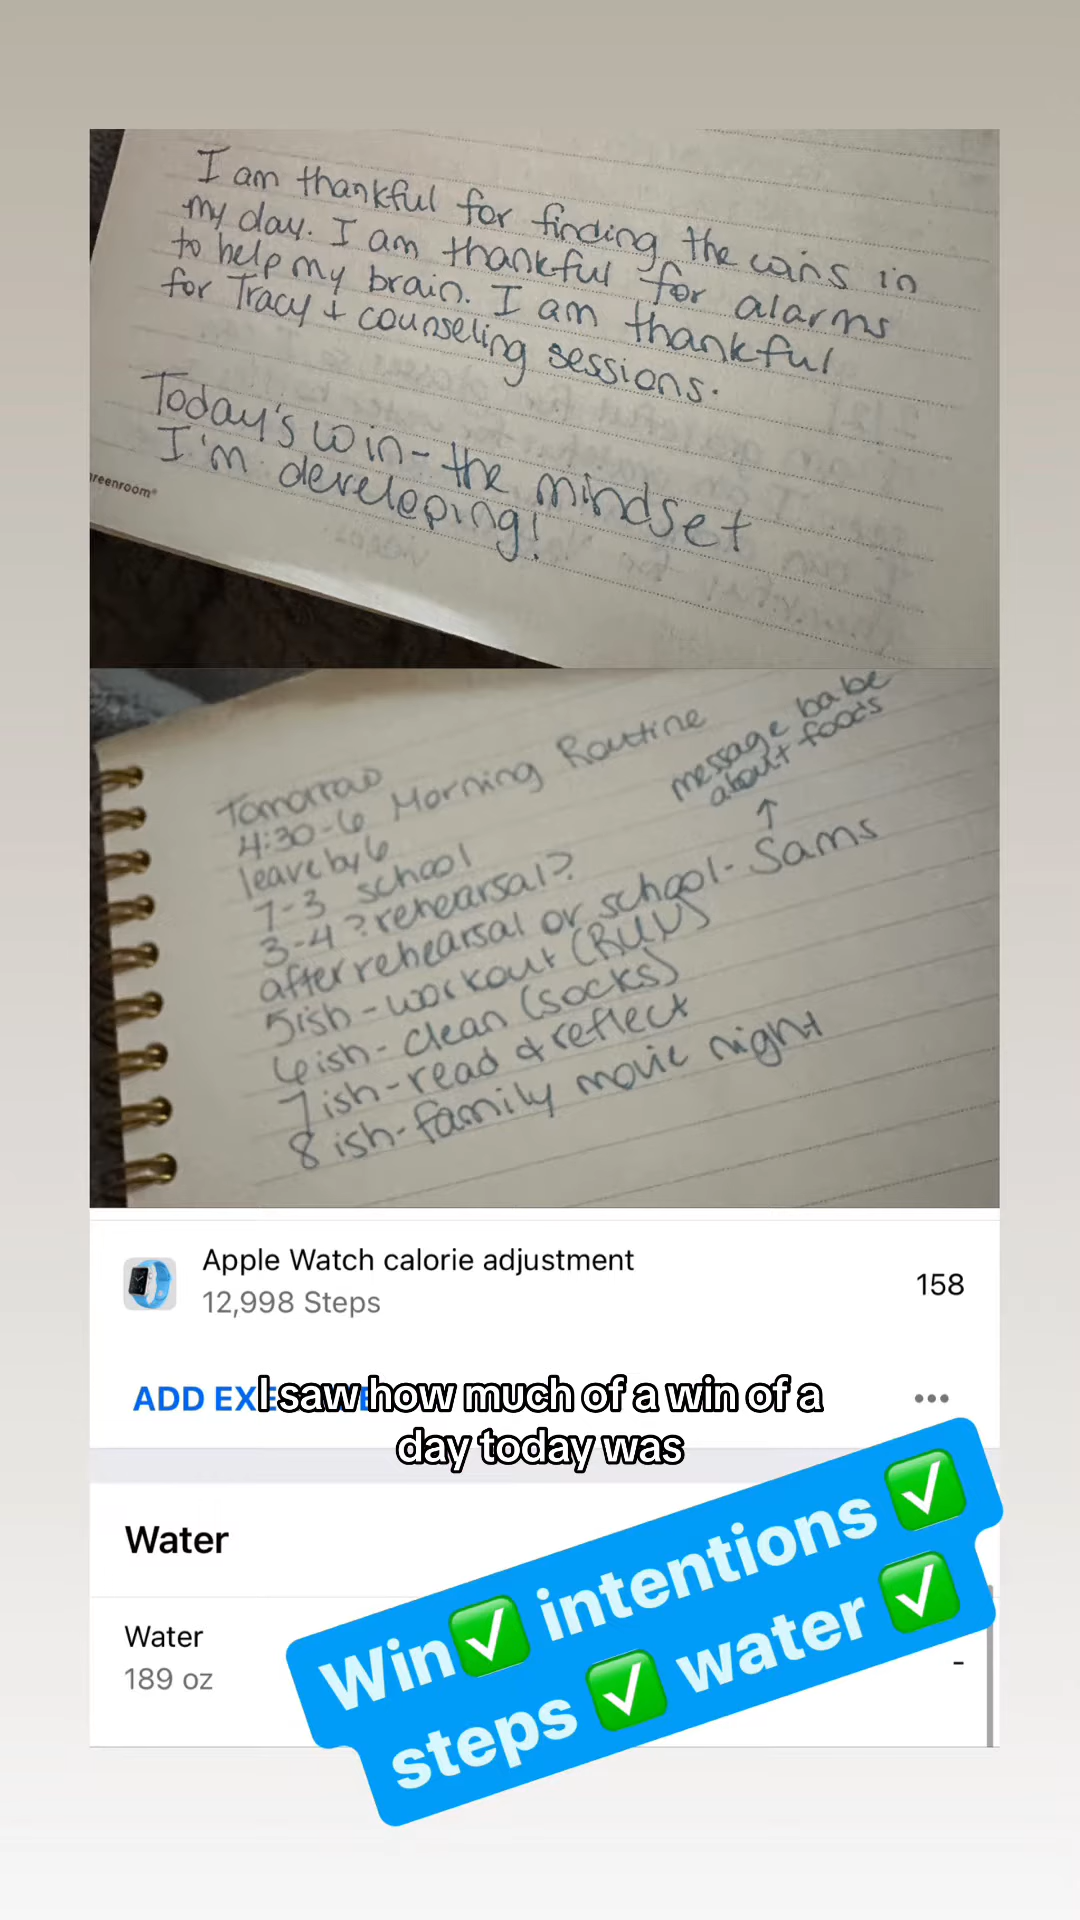 I am thankful for finding the wins in
my day. I am thankful for alarms
to help my brain. I am thankful
for Tracy + counseling sessions.
Today's win - the mindset
I'm developing!
greenroom®
Tomorrow
4:30-6 Morning Routine
message babe
about foods
↑
leave by 6
7-3 school
3-4? rehearsal?
after rehearsal or school - Sams
5ish - workout (RUN)
6ish - clean (socks)
7ish - read & reflect
8ish - family movie night
Apple Watch calorie adjustment
12,998 Steps
158
ADD EX
I saw how much of a win of a
day today was
Water
Water
189 oz
-
Win✅ intentions ✅
steps ✅ water ✅